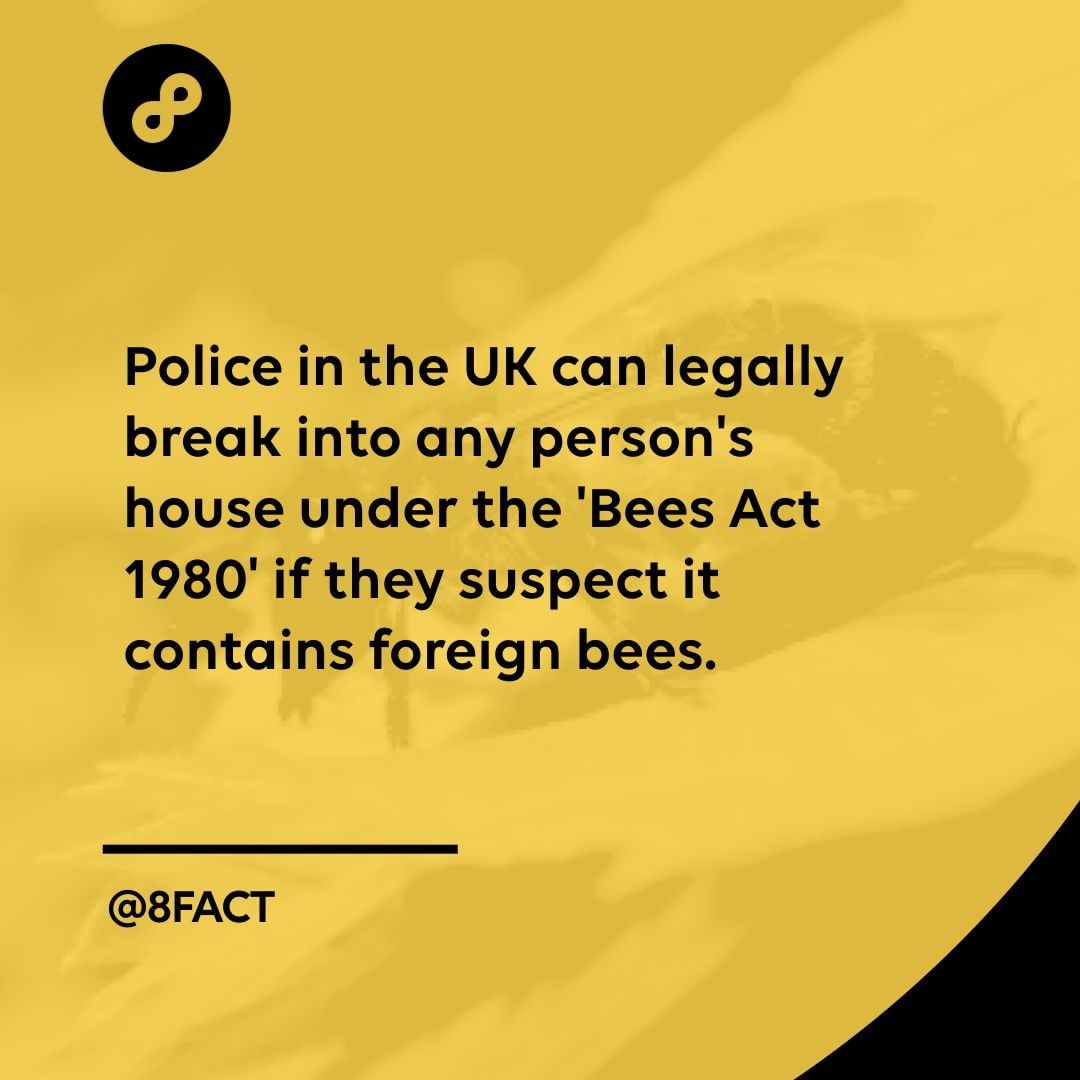 Police in the UK can legally
break into any person's
house under the 'Bees Act
1980' if they suspect it
contains foreign bees.
@8FACT